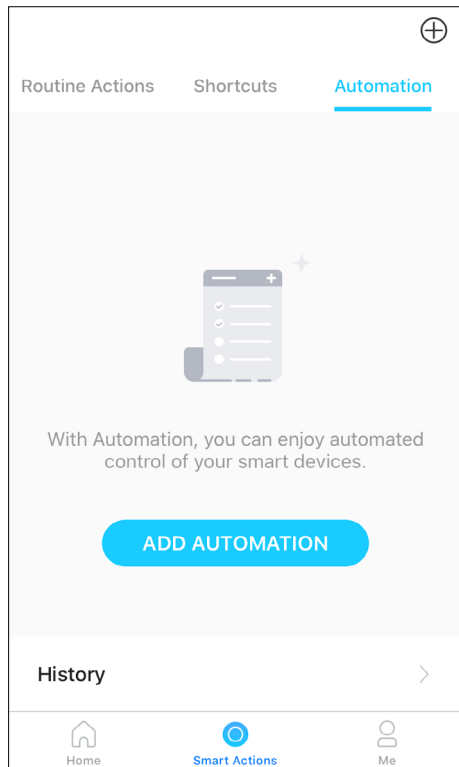 Routine Actions Shortcuts Automation
With Automation, you can enjoy automated
control of your smart devices.
ADD AUTOMATION
History
Home Smart Actions Me